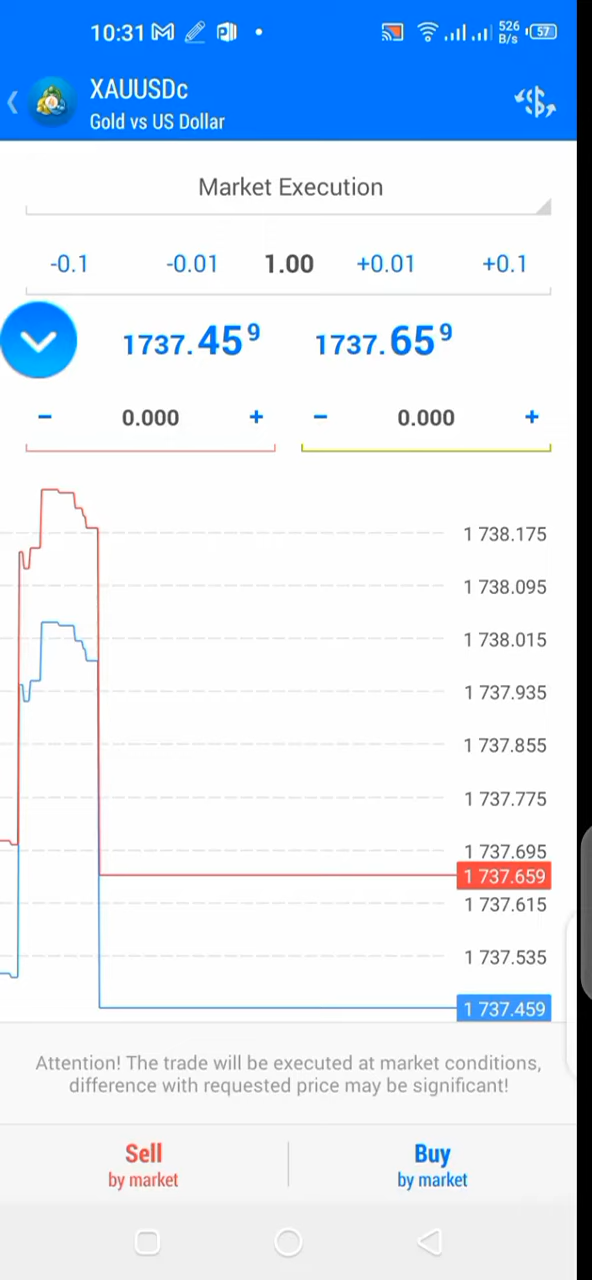 10:31
526 B/s 57
XAUUSDc
Gold vs US Dollar
Market Execution
-0.1 -0.01 1.00 +0.01 +0.1
1737.459 1737.659
- 0.000 + - 0.000 +
1 738.175
1 738.095
1 738.015
1 737.935
1 737.855
1 737.775
1 737.695
1 737.659
1 737.615
1 737.535
1 737.459
Attention! The trade will be executed at market conditions,
difference with requested price may be significant!
Sell Buy
by market by market